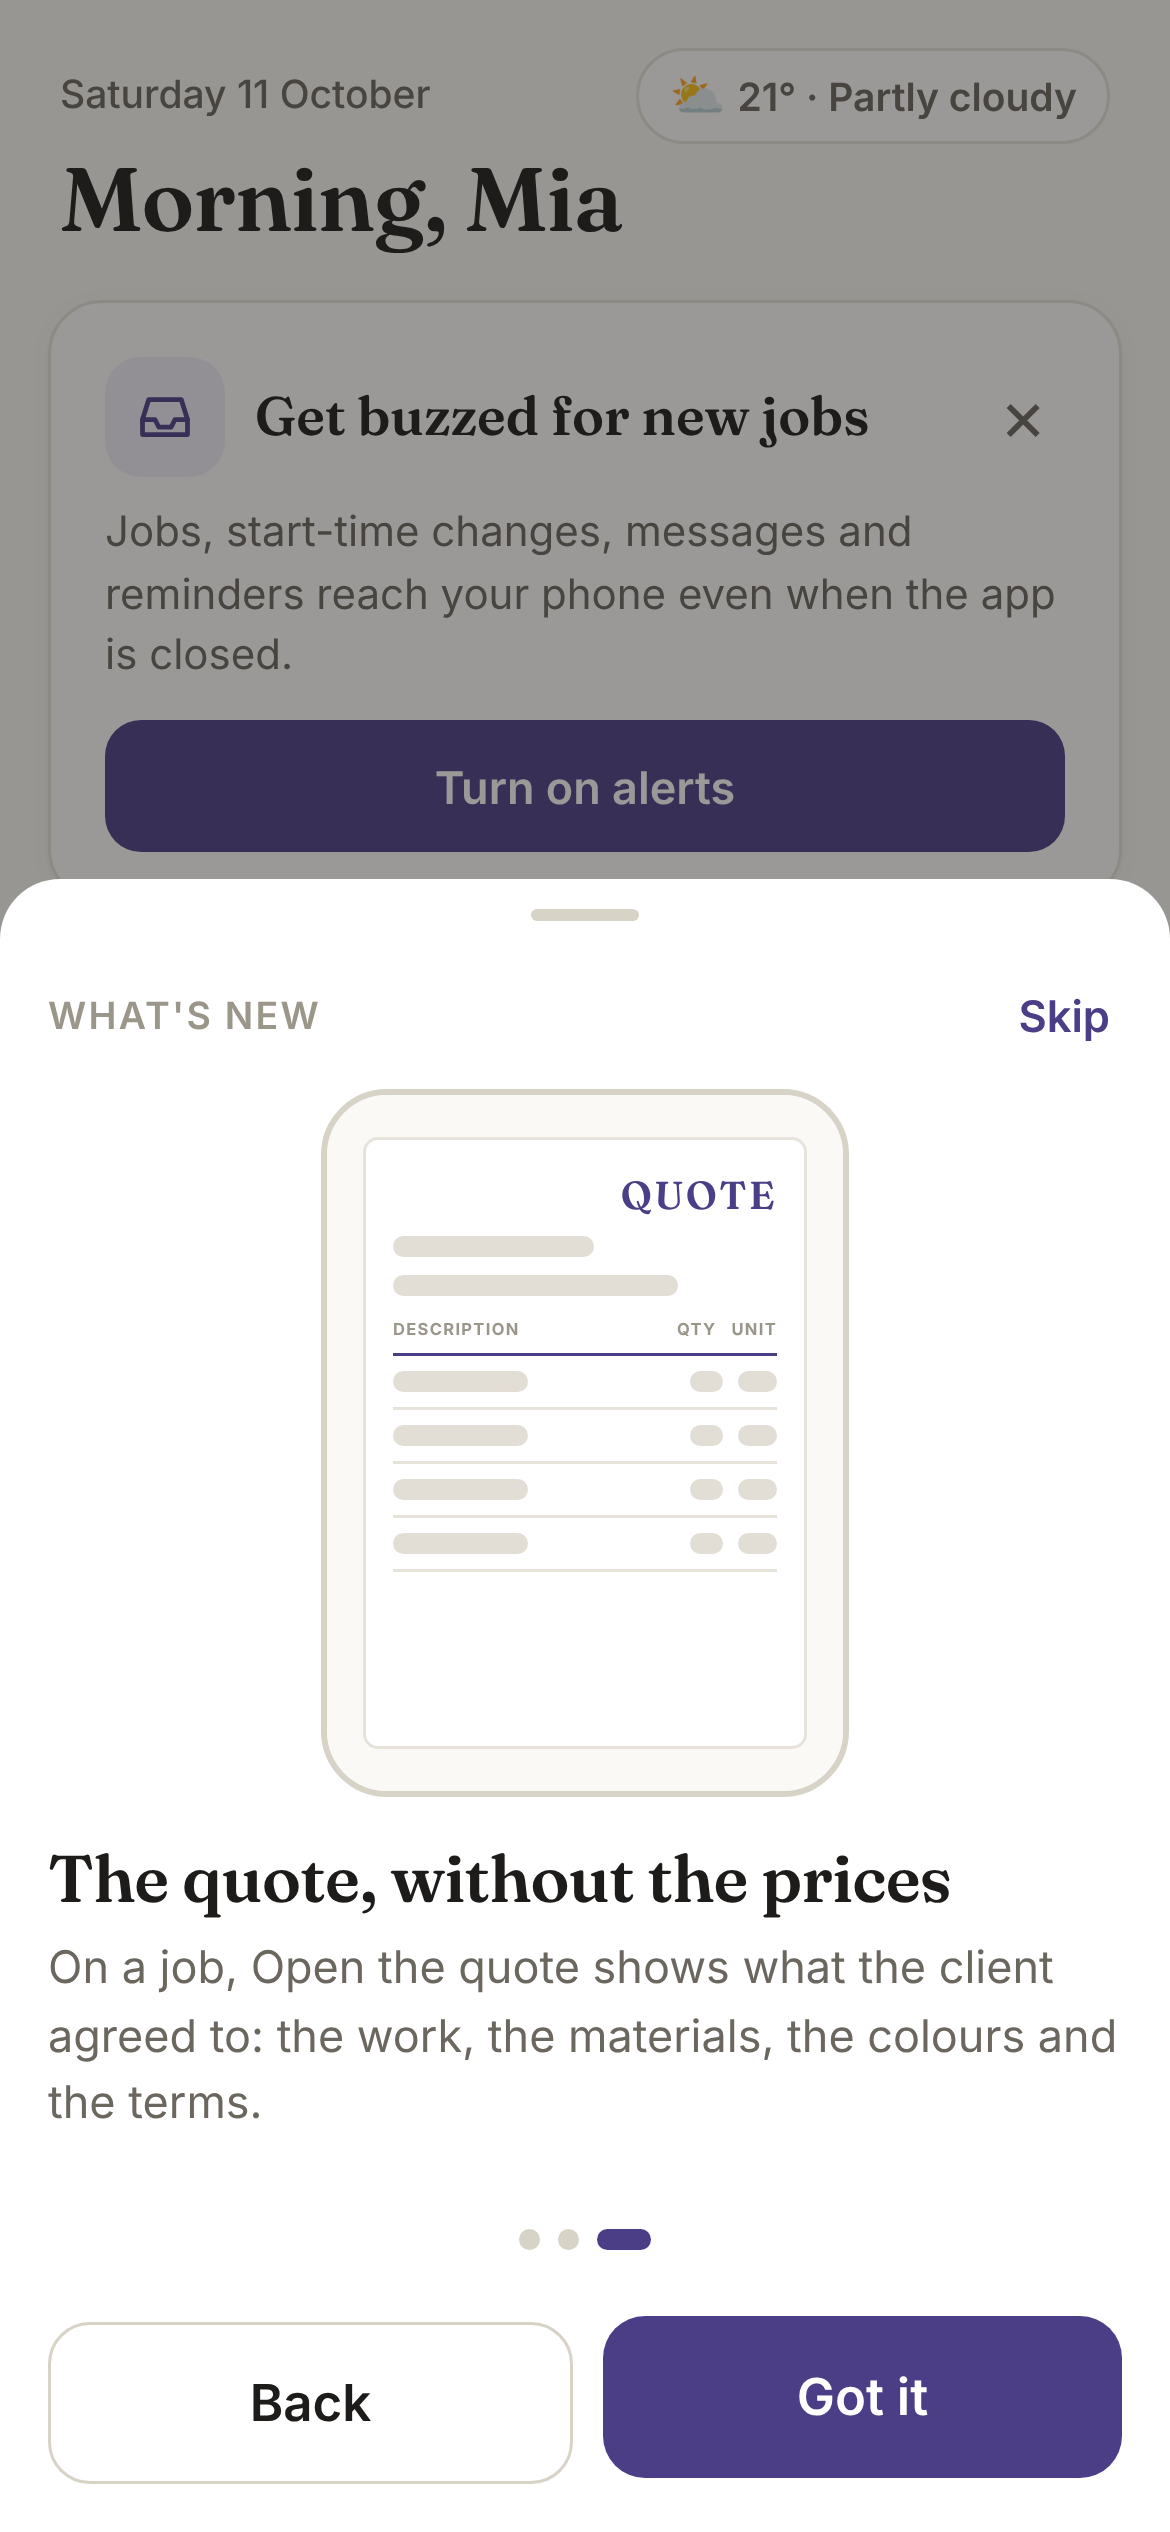 Saturday 11 October
21° · Partly cloudy
Morning, Mia
Get buzzed for new jobs
Jobs, start-time changes, messages and
reminders reach your phone even when the app
is closed.
Turn on alerts
WHAT'S NEW
Skip
QUOTE
DESCRIPTION QTY UNIT
The quote, without the prices
On a job, Open the quote shows what the client
agreed to: the work, the materials, the colours and
the terms.
Back
Got it